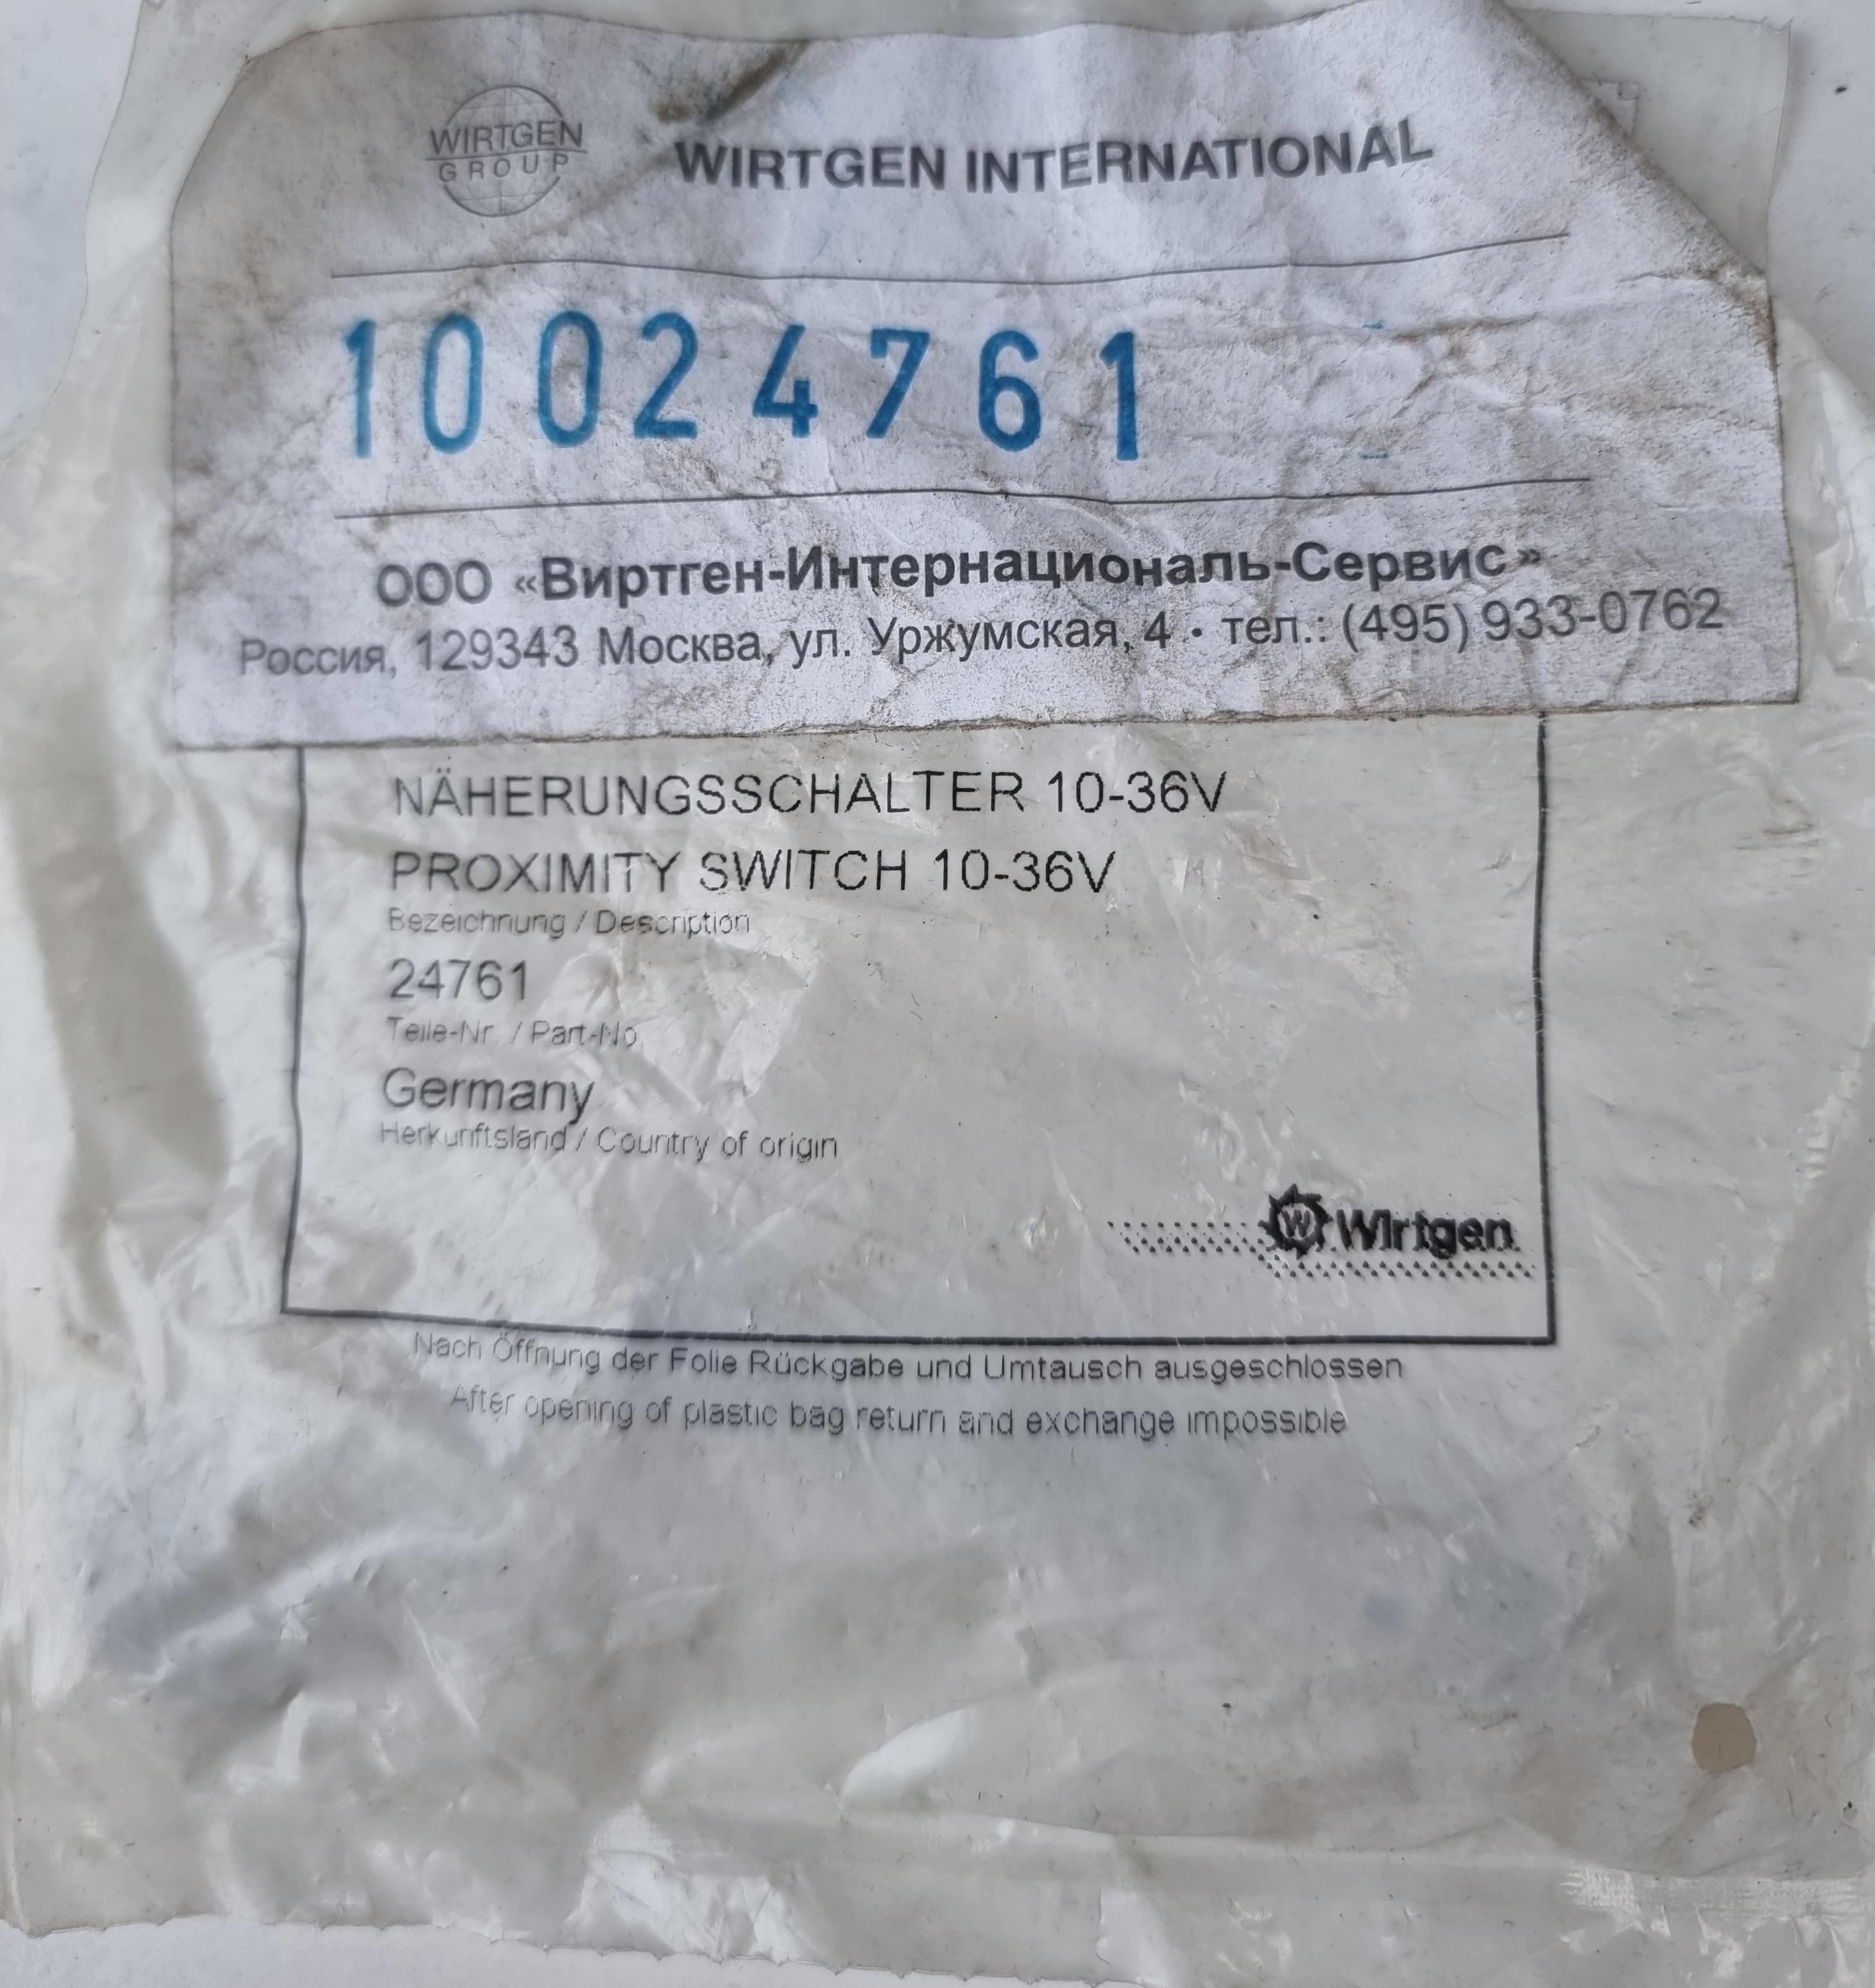 WIRTGEN
GROUP
WIRTGEN INTERNATIONAL
10024761
ООО «Виртген-Интернациональ-Сервис»
Россия, 129343 Москва, ул. Уржумская, 4 • тел.: (495) 933-0762
NÄHERUNGSSCHALTER 10-36V
PROXIMITY SWITCH 10-36V
Bezeichnung / Description
24761
Teile-Nr. / Part-No.
Germany
Herkunftsland / Country of origin
W Wirtgen
Nach Öffnung der Folie Rückgabe und Umtausch ausgeschlossen
After opening of plastic bag return and exchange impossible